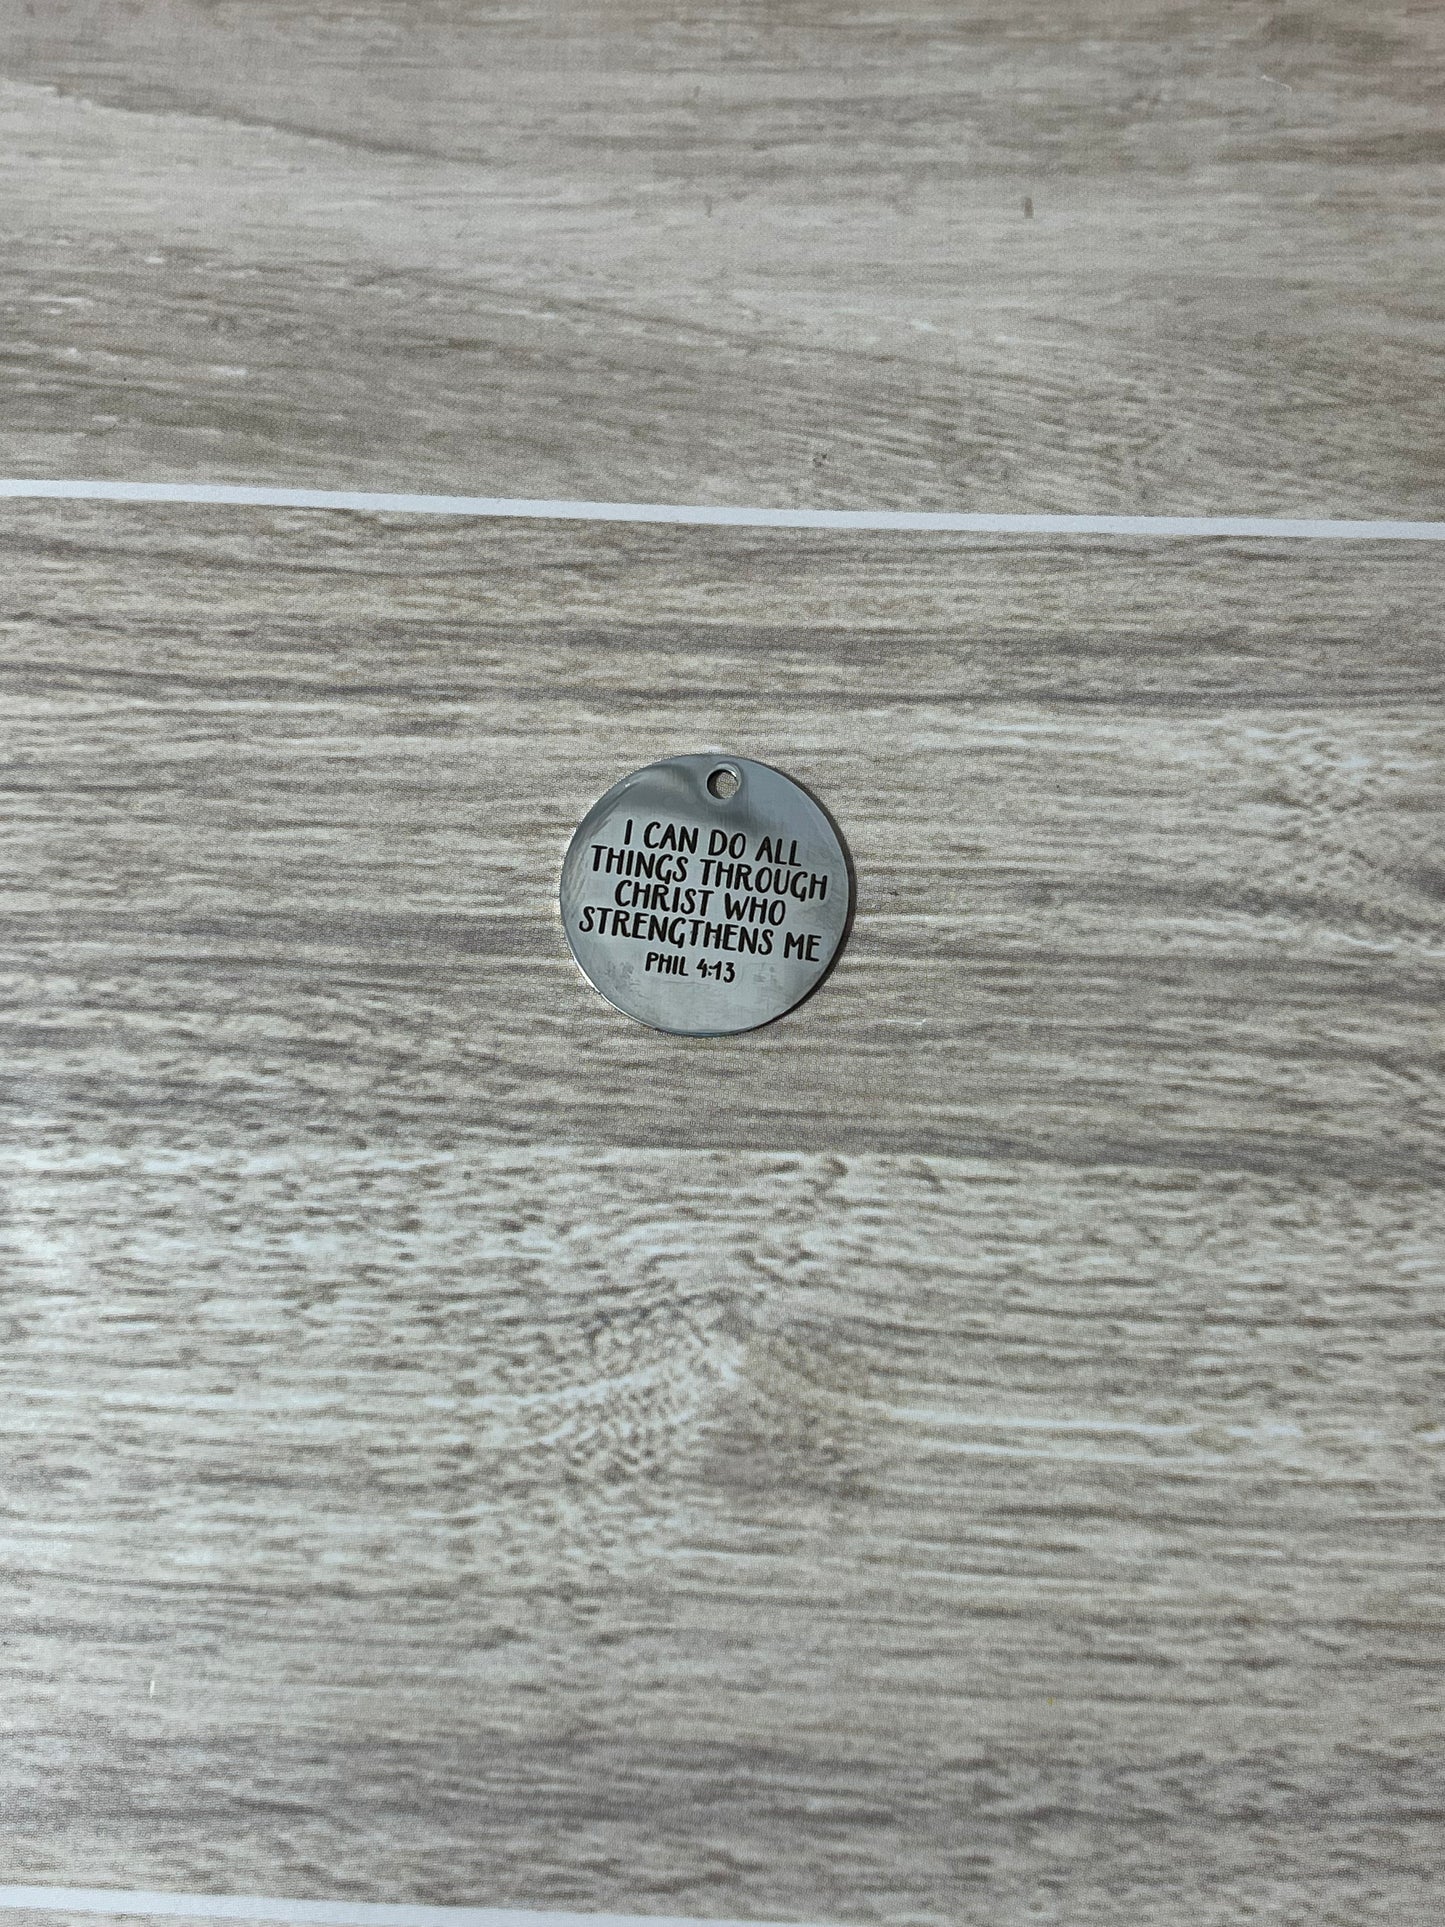 I CAN DO ALL
THINGS THROUGH
CHRIST WHO
STRENGTHENS ME
PHIL 4:13